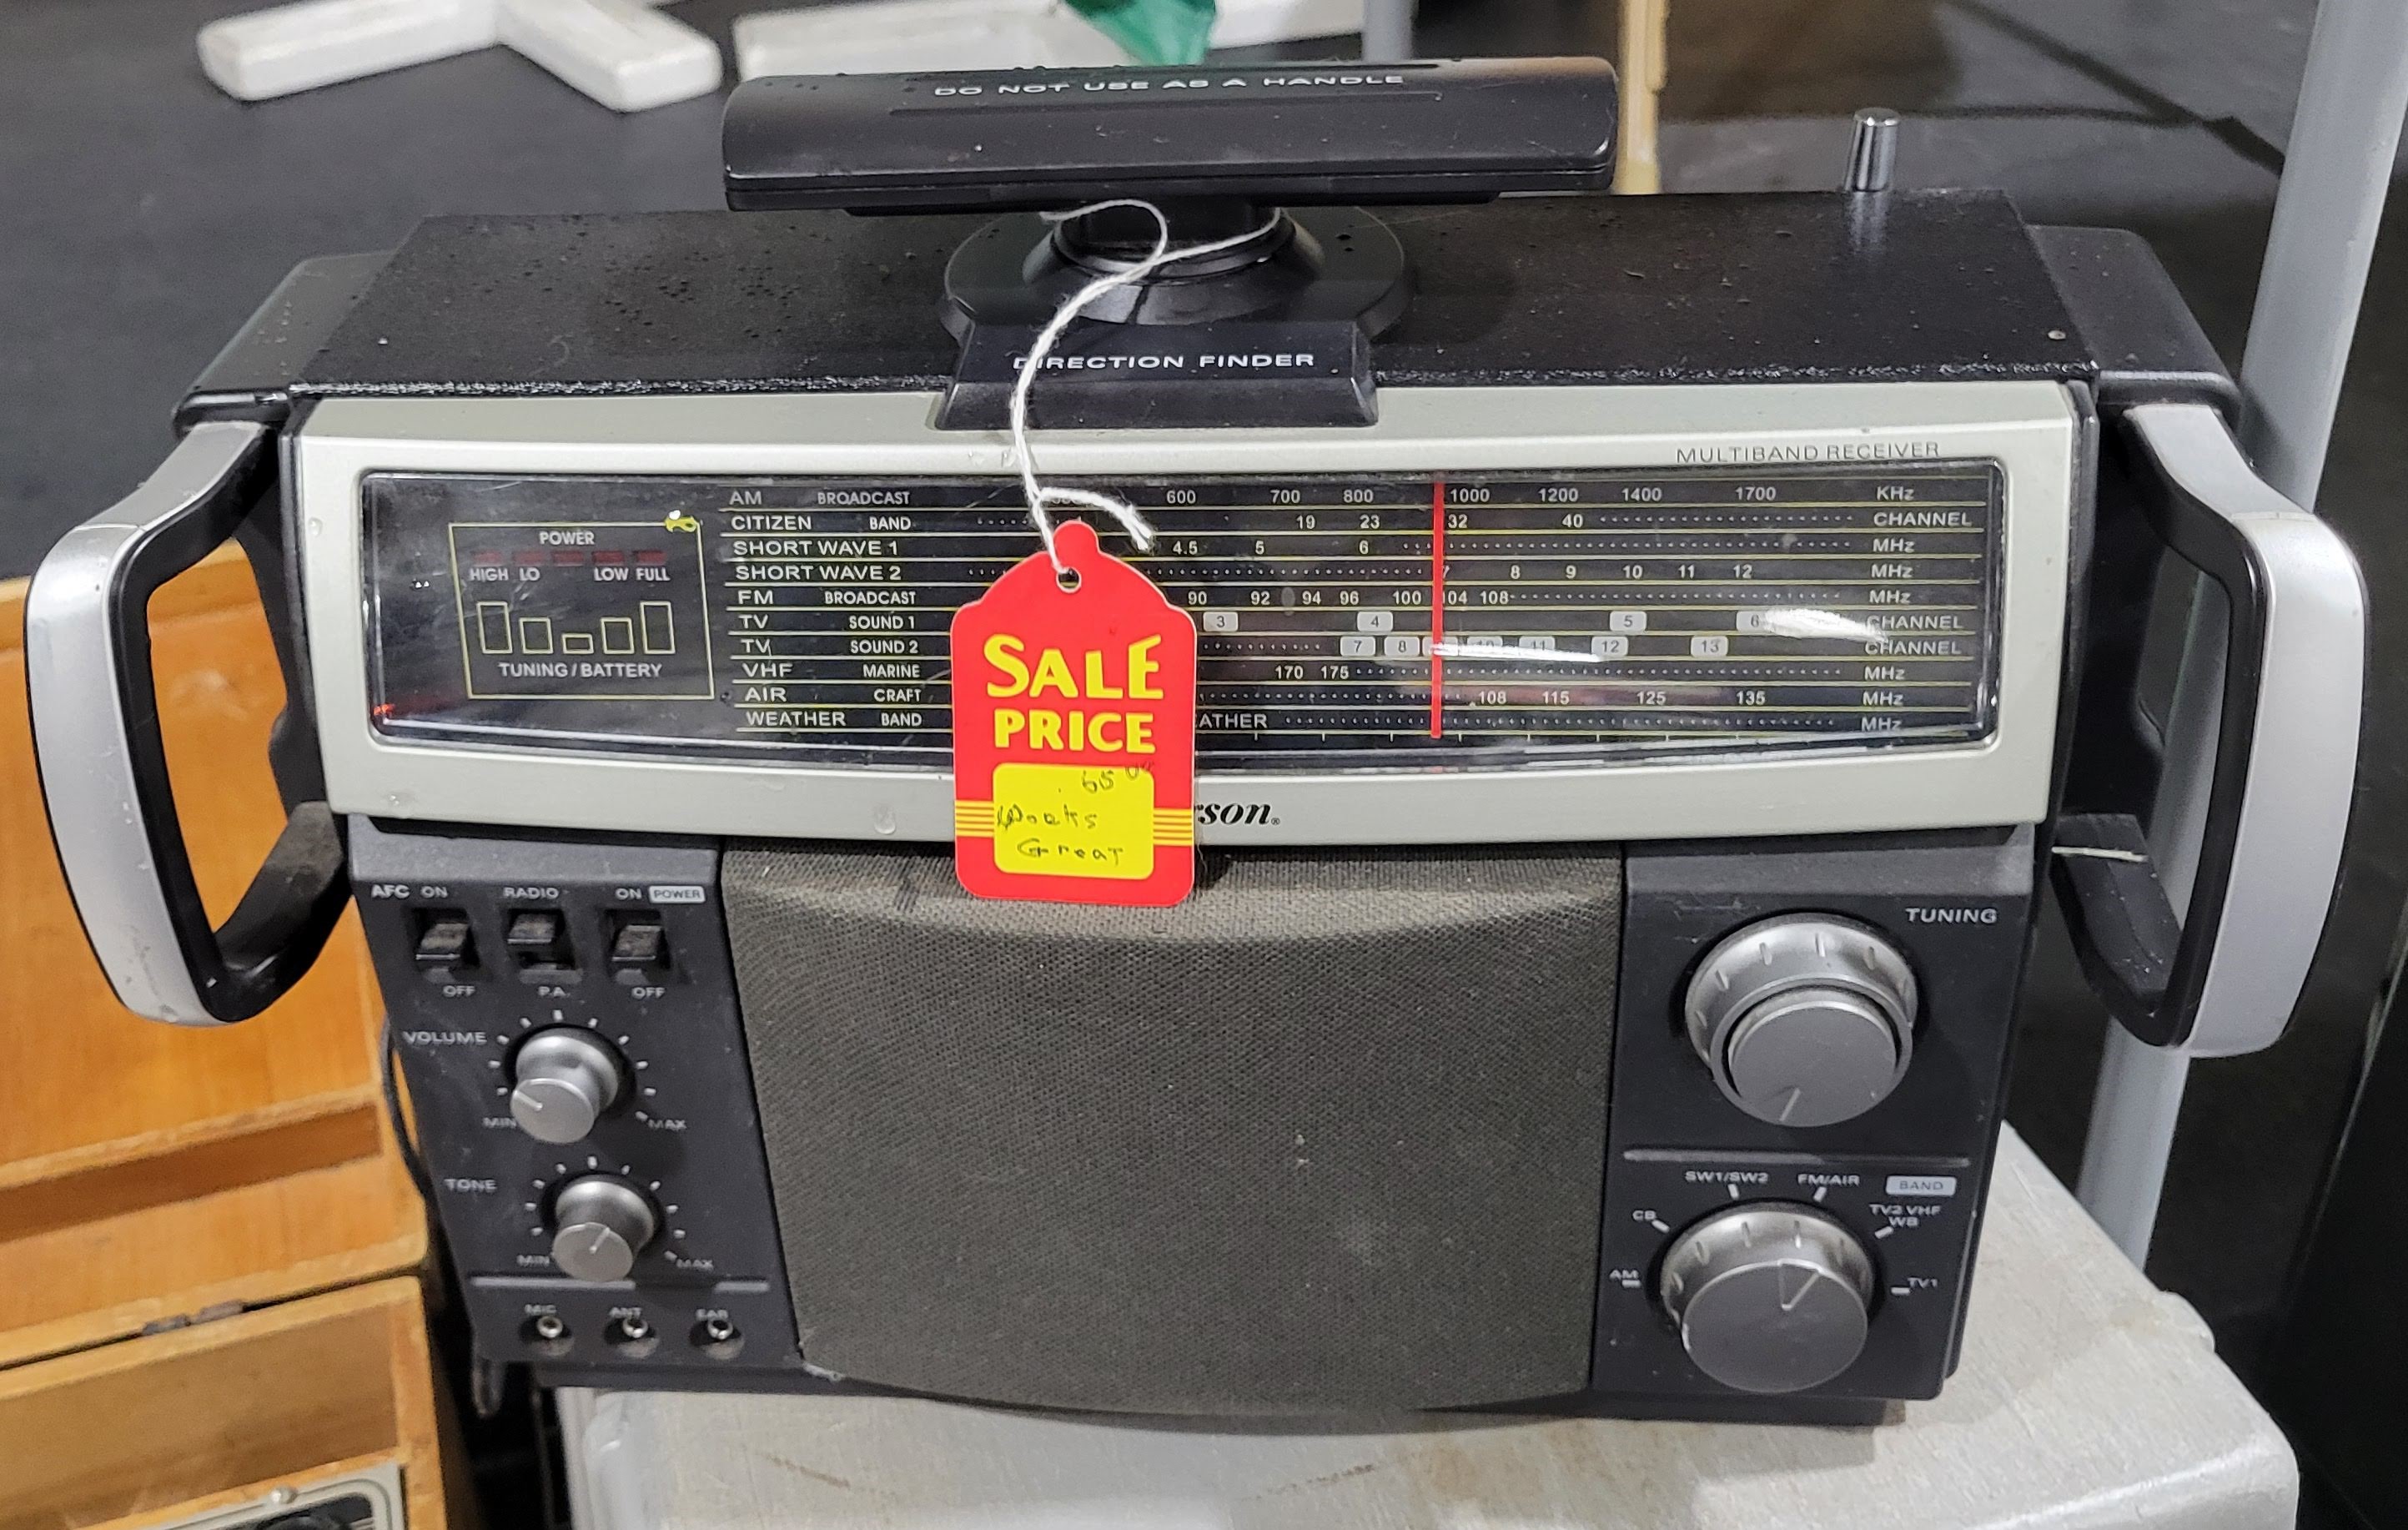 DO NOT USE AS A HANDLE
DIRECTION FINDER
MULTIBAND RECEIVER
POWER
HIGH LO LOW FULL
TUNING / BATTERY
AM BROADCAST 600 700 800 1000 1200 1400 1700 KHz
CITIZEN BAND 19 23 32 40 CHANNEL
SHORT WAVE 1 4.5 5 6 MHz
SHORT WAVE 2 7 8 9 10 11 12 MHz
FM BROADCAST 90 92 94 96 100 104 108 MHz
TV SOUND 1 3 4 5 6 CHANNEL
TV SOUND 2 7 8 10 11 12 13 CHANNEL
VHF MARINE 170 175 MHz
AIR CRAFT 108 115 125 135 MHz
WEATHER BAND ATHER MHz
SALE
PRICE
65
Works
Great
rson®
AFC ON RADIO ON POWER
OFF P.A. OFF
VOLUME
MIN MAX
TONE
MIN MAX
MIC ANT EAR
TUNING
SW1/SW2 FM/AIR BAND
CB TV2 VHF
WB
AM TV1